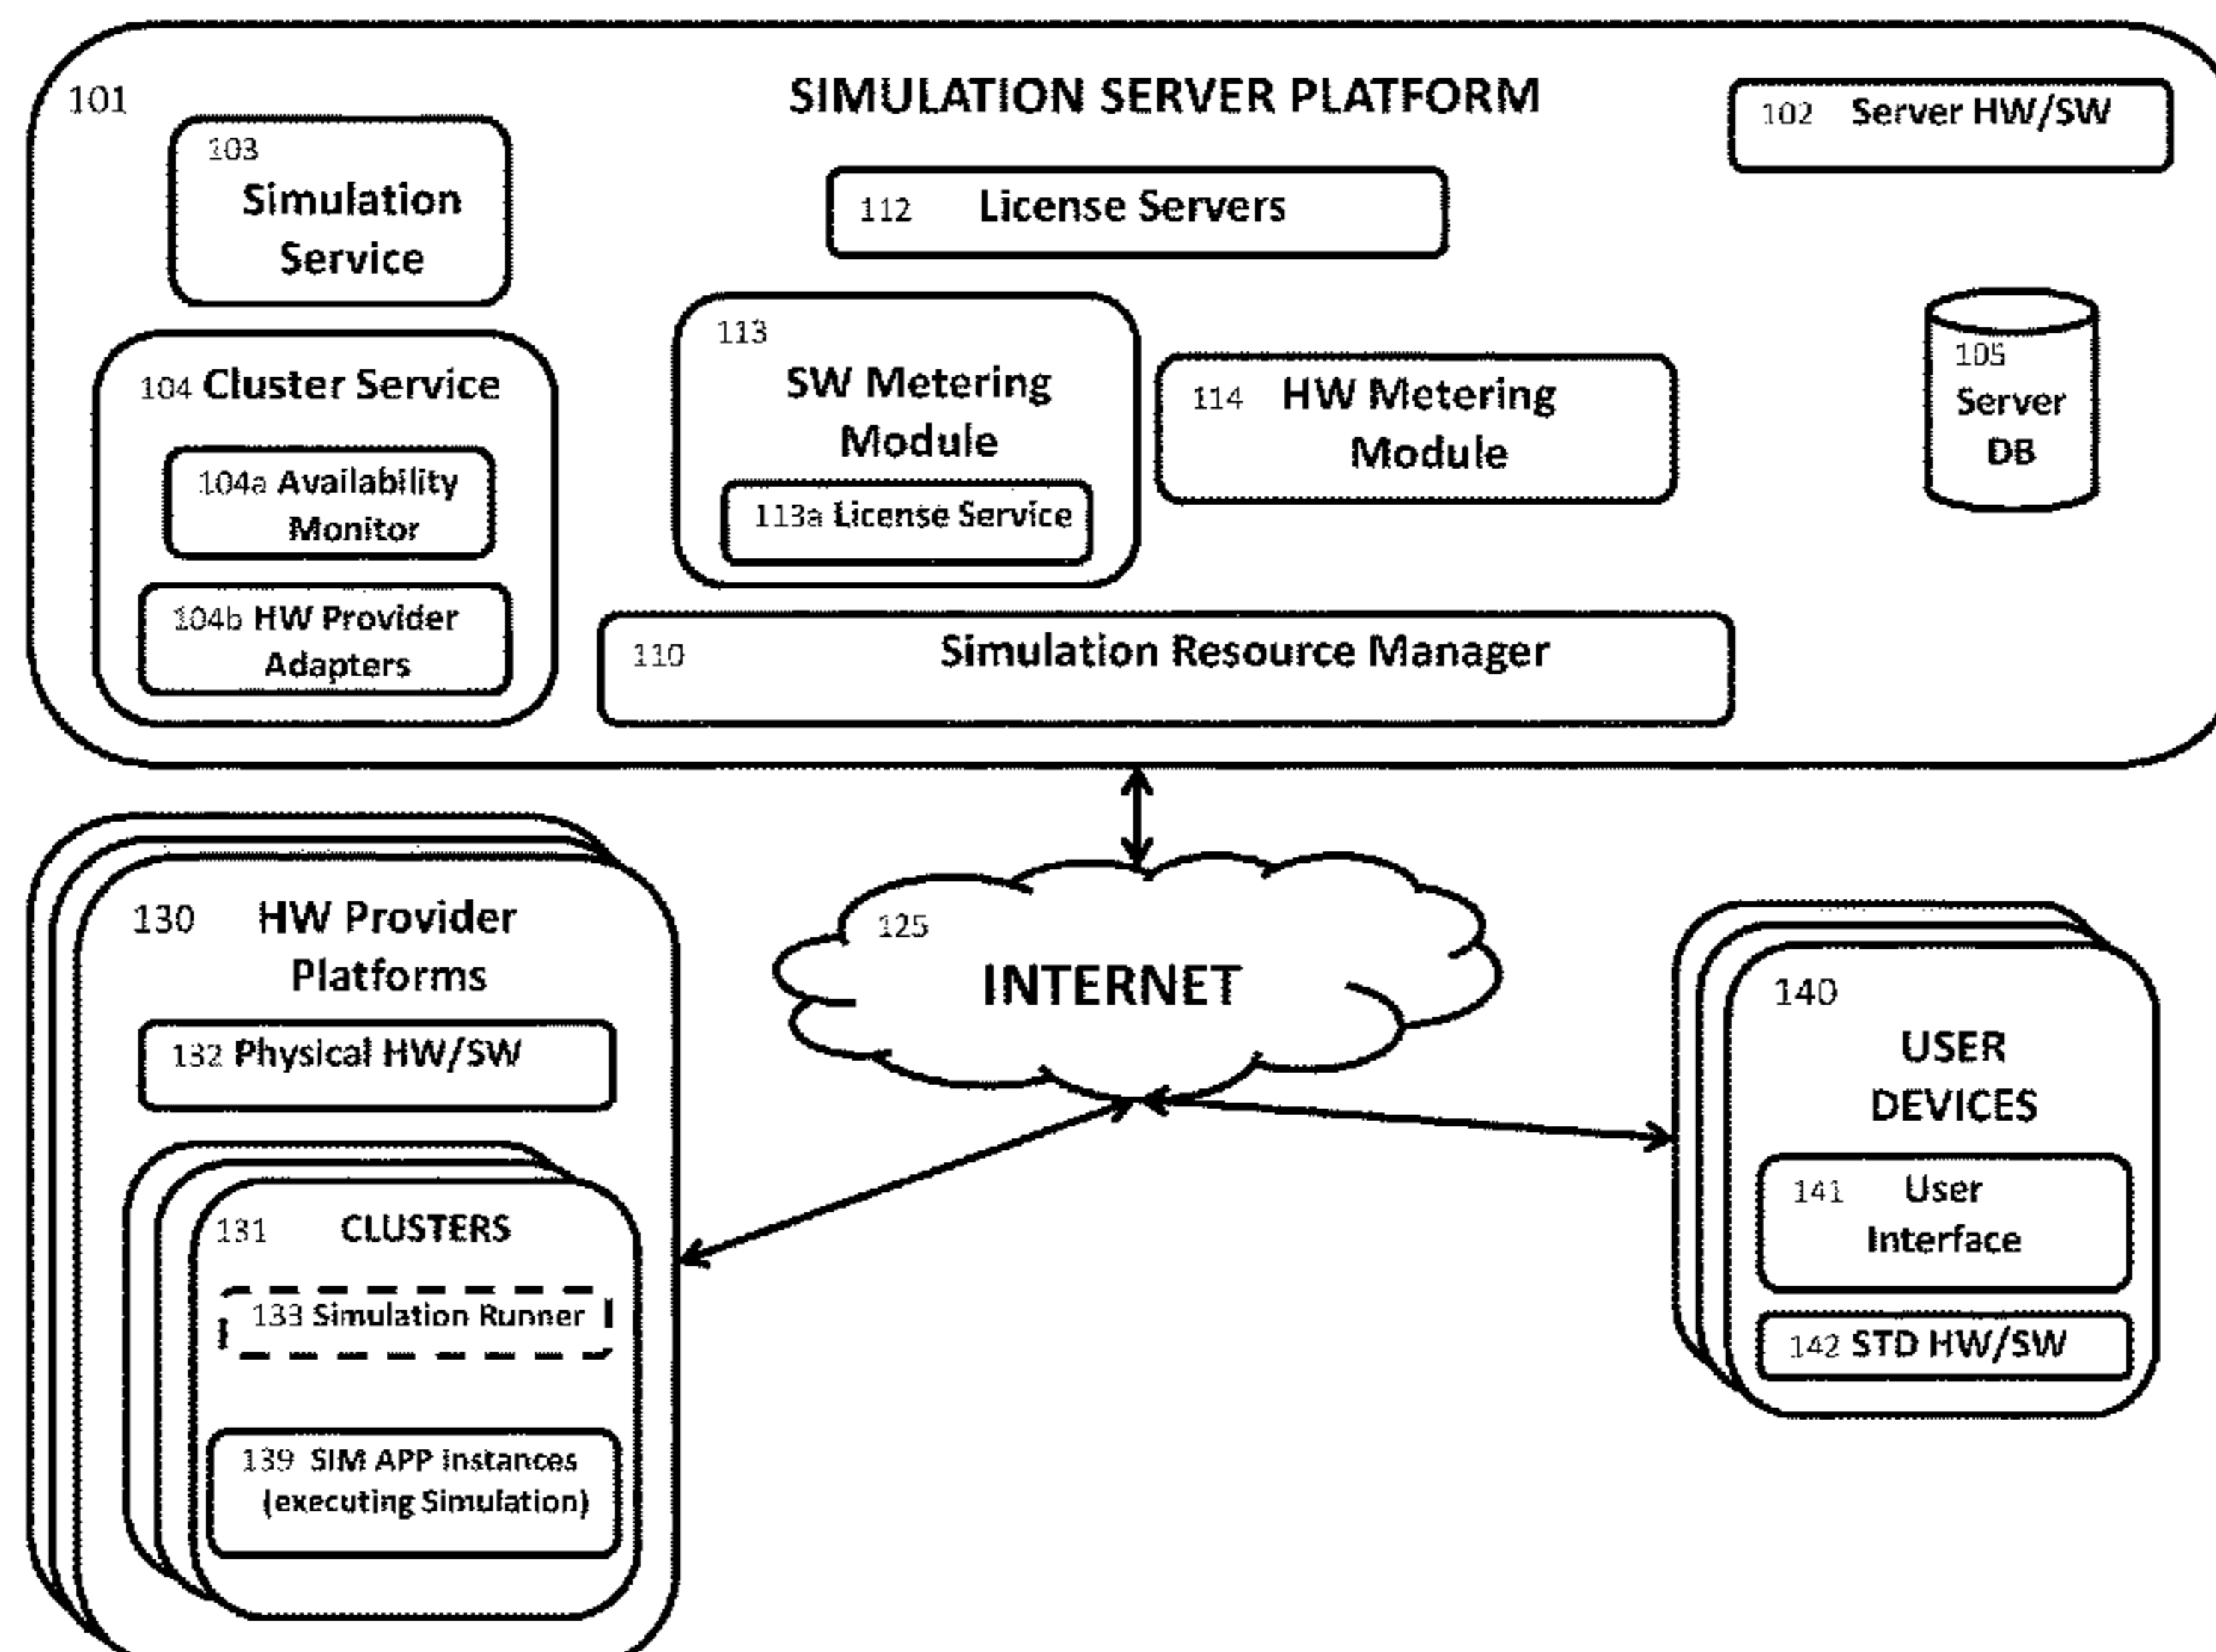 101
SIMULATION SERVER PLATFORM
102 Server HW/SW
103
Simulation
Service
112 License Servers
104 Cluster Service
104a Availability
Monitor
104b HW Provider
Adapters
113
SW Metering
Module
113a License Service
114 HW Metering
Module
105
Server
DB
110 Simulation Resource Manager
125
INTERNET
130 HW Provider
Platforms
132 Physical HW/SW
131 CLUSTERS
133 Simulation Runner
139 SIM APP instances
(executing Simulation)
140
USER
DEVICES
141 User
Interface
142 STD HW/SW